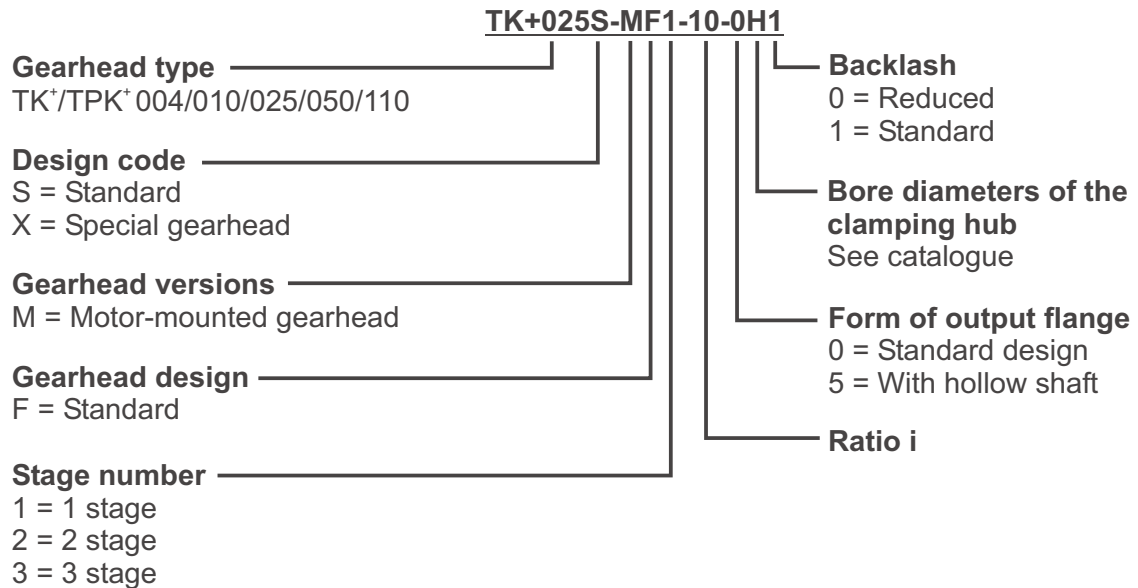 TK+025S-MF1-10-0H1
Gearhead type
TK⁺/TPK⁺ 004/010/025/050/110
Design code
S = Standard
X = Special gearhead
Gearhead versions
M = Motor-mounted gearhead
Gearhead design
F = Standard
Stage number
1 = 1 stage
2 = 2 stage
3 = 3 stage
Backlash
0 = Reduced
1 = Standard
Bore diameters of the
clamping hub
See catalogue
Form of output flange
0 = Standard design
5 = With hollow shaft
Ratio i